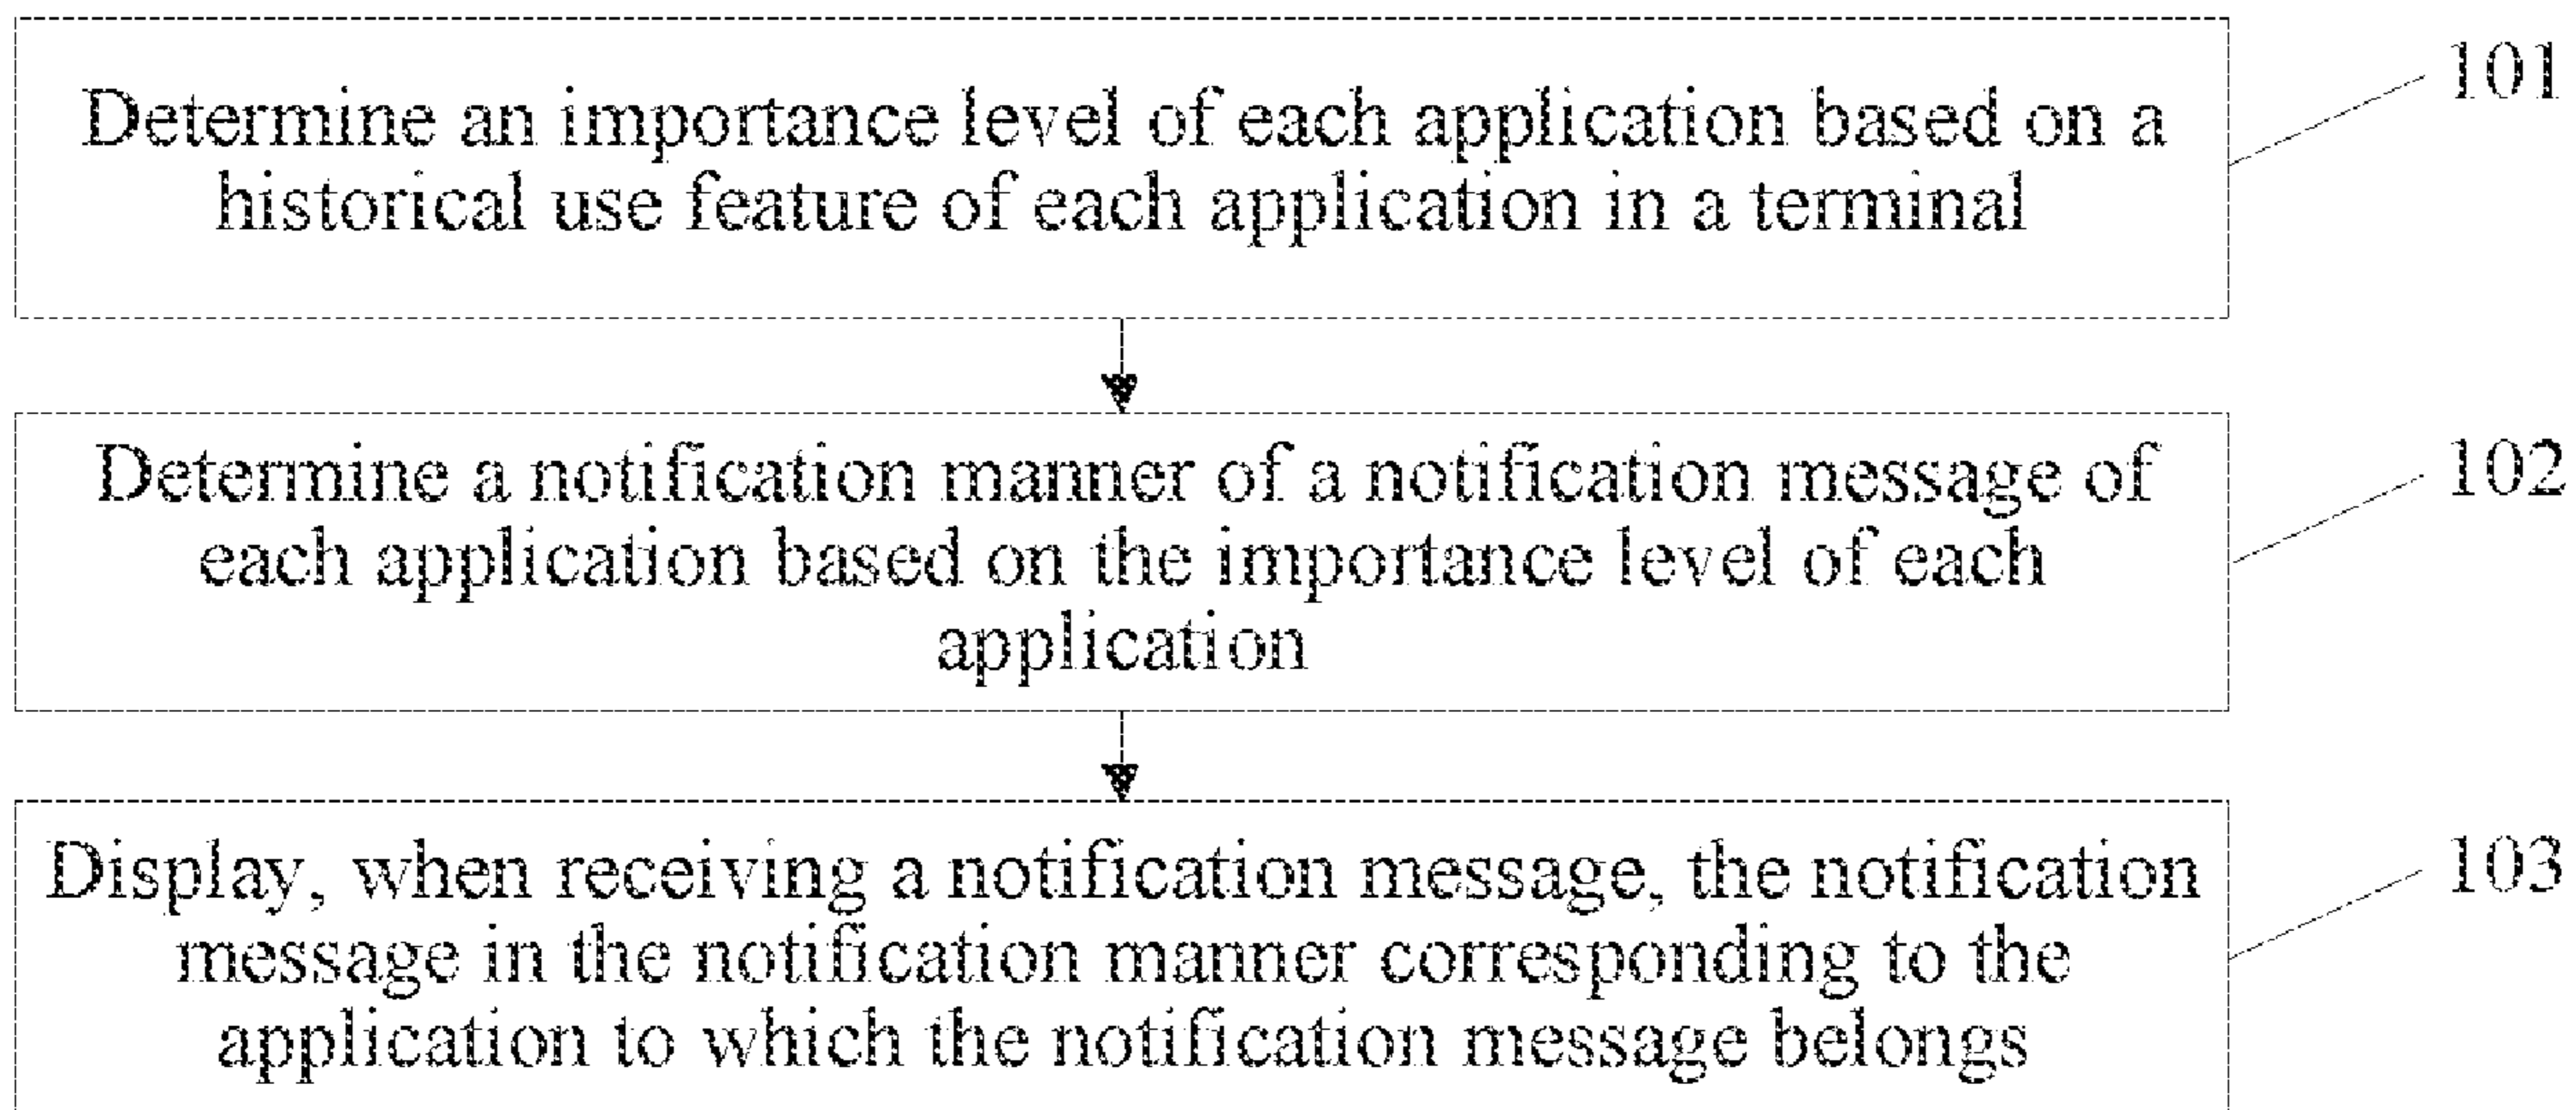 Determine an importance level of each application based on a
historical use feature of each application in a terminal
101
Determine a notification manner of a notification message of
each application based on the importance level of each
application
102
Display, when receiving a notification message, the notification
message in the notification manner corresponding to the
application to which the notification message belongs
103